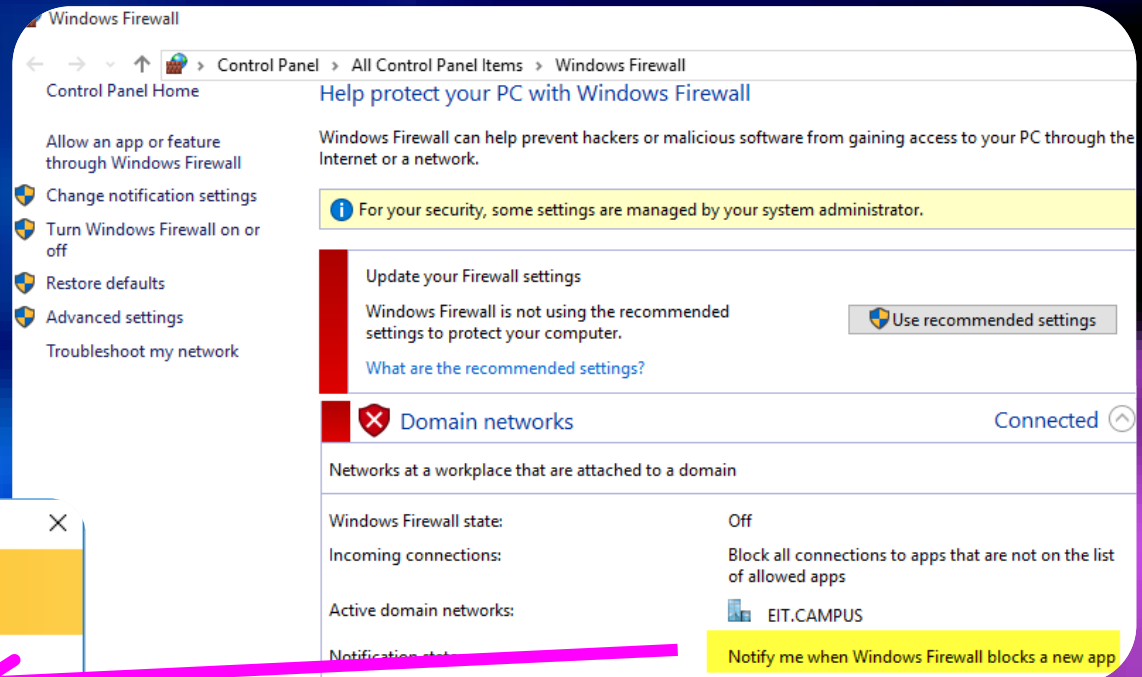 Windows Firewall
Control Panel > All Control Panel Items > Windows Firewall
Control Panel Home
Allow an app or feature
through Windows Firewall
Change notification settings
Turn Windows Firewall on or
off
Restore defaults
Advanced settings
Troubleshoot my network
Help protect your PC with Windows Firewall
Windows Firewall can help prevent hackers or malicious software from gaining access to your PC through the
Internet or a network.
For your security, some settings are managed by your system administrator.
Update your Firewall settings
Windows Firewall is not using the recommended
settings to protect your computer.
Use recommended settings
What are the recommended settings?
Domain networks Connected
Networks at a workplace that are attached to a domain
Windows Firewall state: Off
Incoming connections: Block all connections to apps that are not on the list
of allowed apps
Active domain networks: EIT.CAMPUS
Notification Notify me when Windows Firewall blocks a new app